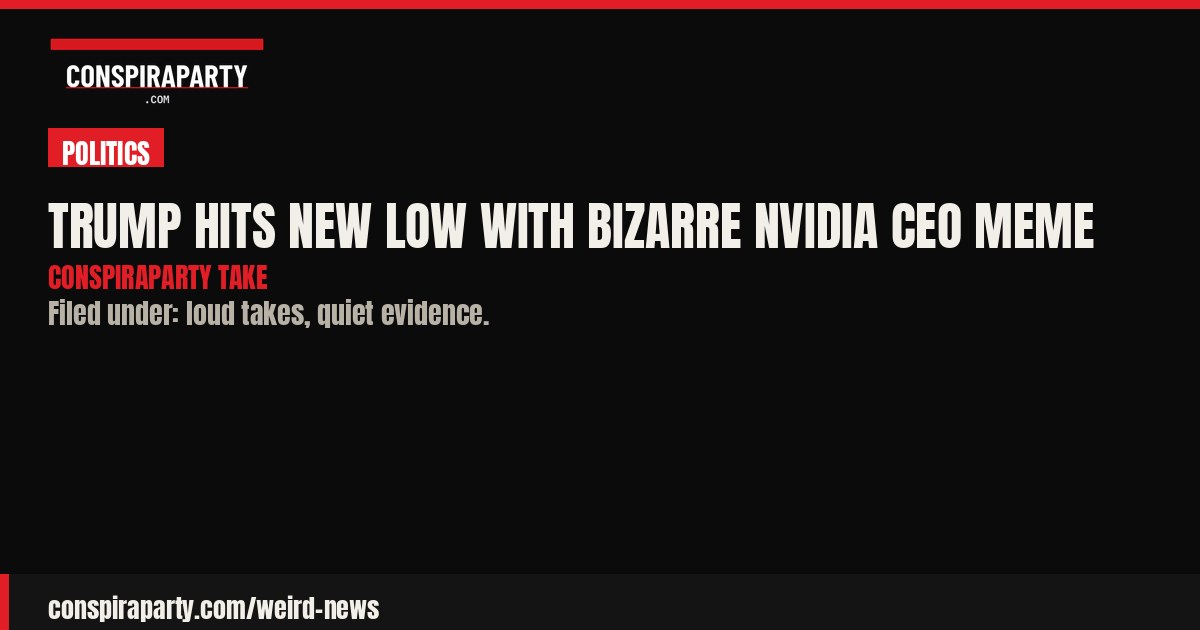 CONSPIRAPARTY
.COM
POLITICS
TRUMP HITS NEW LOW WITH BIZARRE NVIDIA CEO MEME
CONSPIRAPARTY TAKE
Filed under: loud takes, quiet evidence.
conspiraparty.com/weird-news